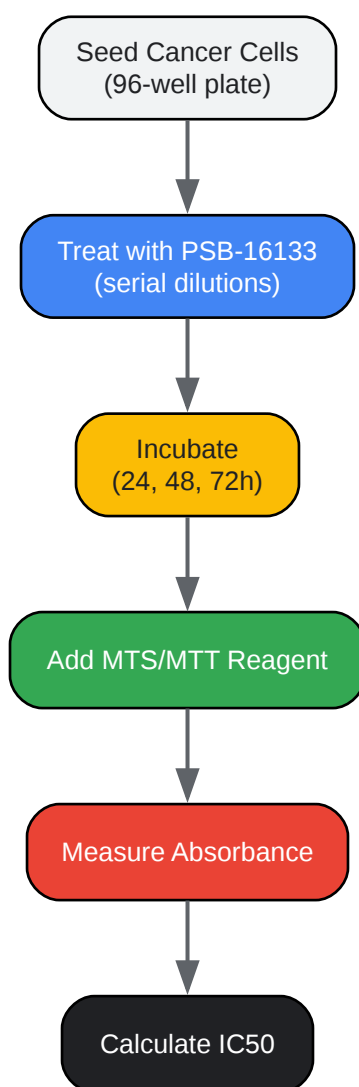 Seed Cancer Cells
(96-well plate)
Treat with PSB-16133
(serial dilutions)
Incubate
(24, 48, 72h)
Add MTS/MTT Reagent
Measure Absorbance
Calculate IC50